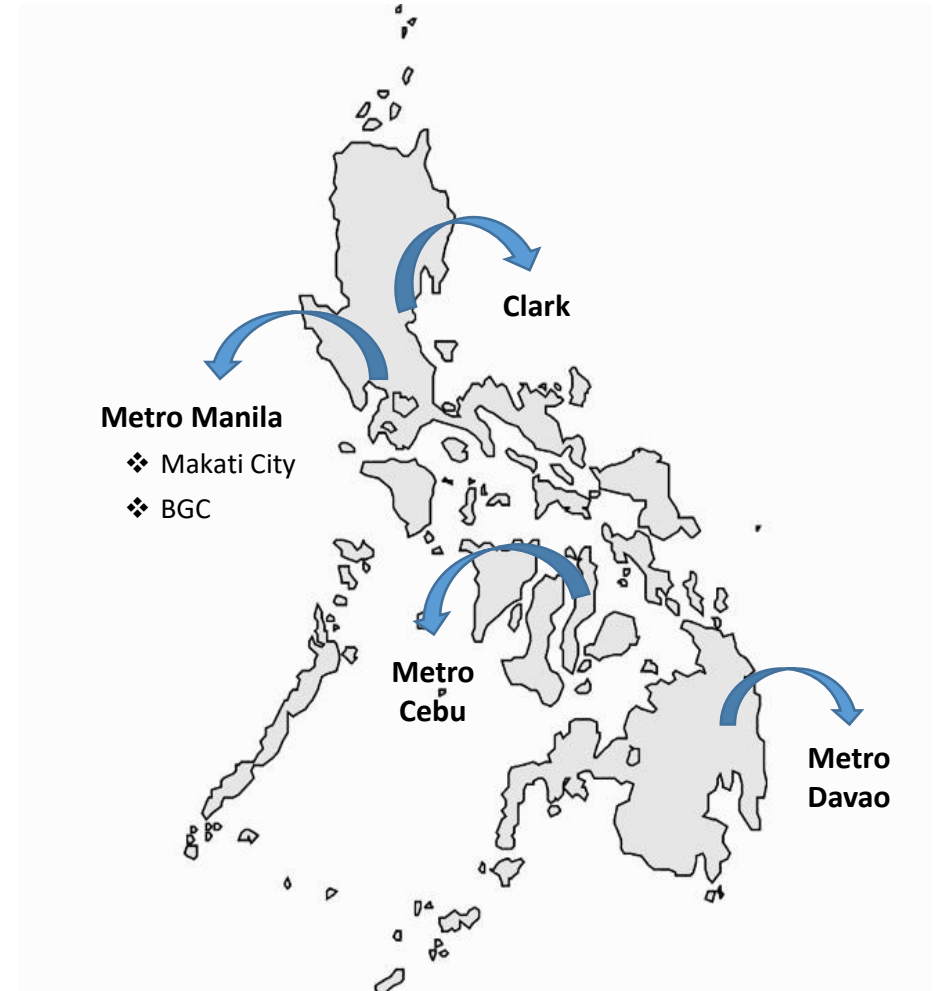 Clark
Metro Manila
❖ Makati City
❖ BGC
Metro
Cebu
Metro
Davao